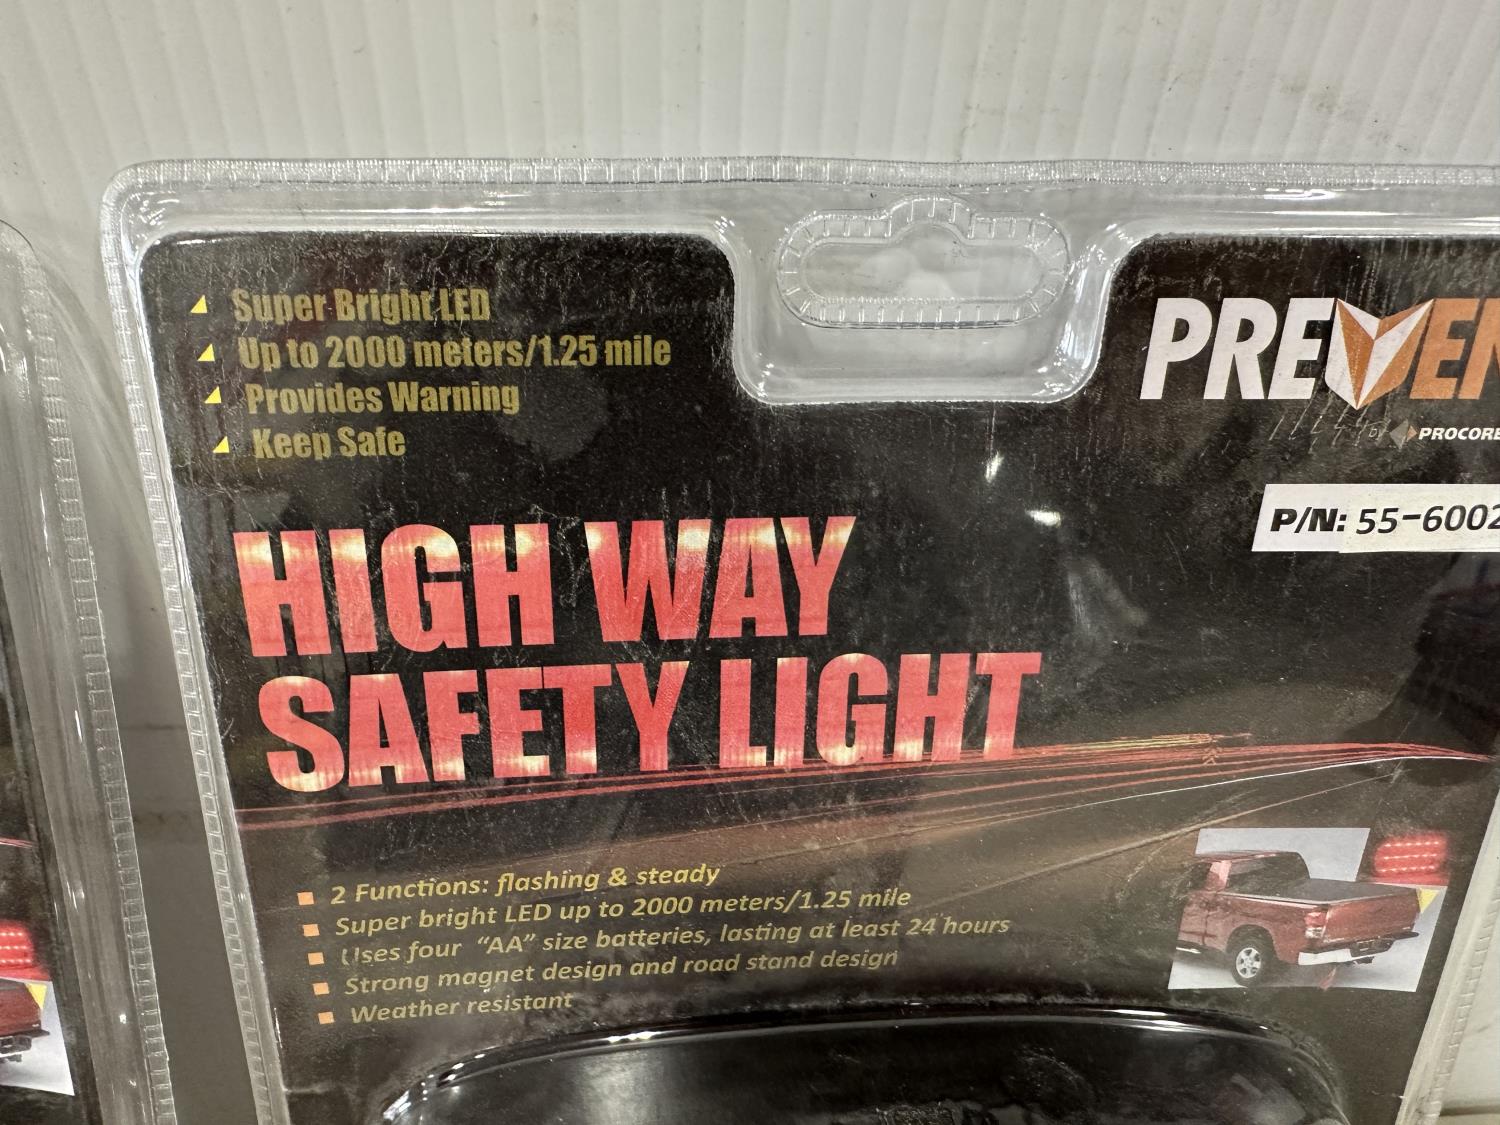 Super Bright LED
Up to 2000 meters/1.25 mile
Provides Warning
Keep Safe
PREVEN
PROCORE
P/N: 55-6002
HIGH WAY
SAFETY LIGHT
2 Functions: flashing & steady
Super bright LED up to 2000 meters/1.25 mile
Uses four "AA" size batteries, lasting at least 24 hours
Strong magnet design and road stand design
Weather resistant